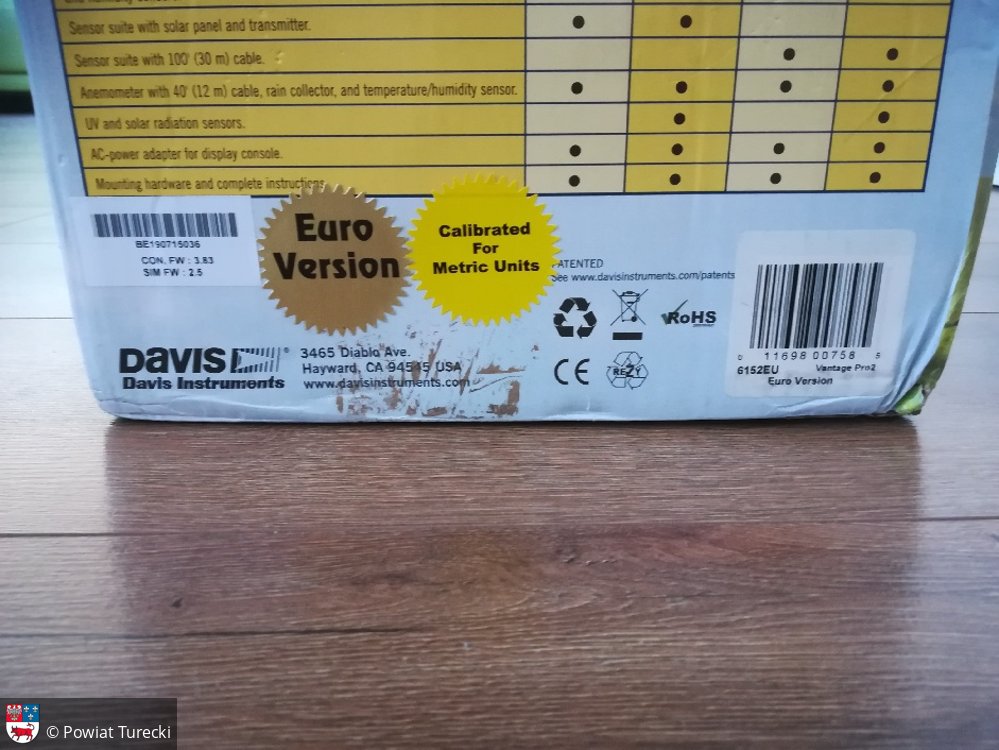 Sensor suite with solar panel and transmitter.
Sensor suite with 100' (30 m) cable.
Anemometer with 40' (12 m) cable, rain collector, and temperature/humidity sensor.
UV and solar radiation sensors.
AC-power adapter for display console.
Mounting hardware and complete instructions.
BE190715036
CON. FW : 3.83
SIM FW : 2.5
Euro
Version
Calibrated
For
Metric Units
PATENTED
See www.davisinstruments.com/patents
RoHS
CE
RESY
DAVIS ®
Davis Instruments
3465 Diablo Ave.
Hayward, CA 94545 USA
www.davisinstruments.com
0 11698 00758 5
6152EU Vantage Pro2
Euro Version
© Powiat Turecki